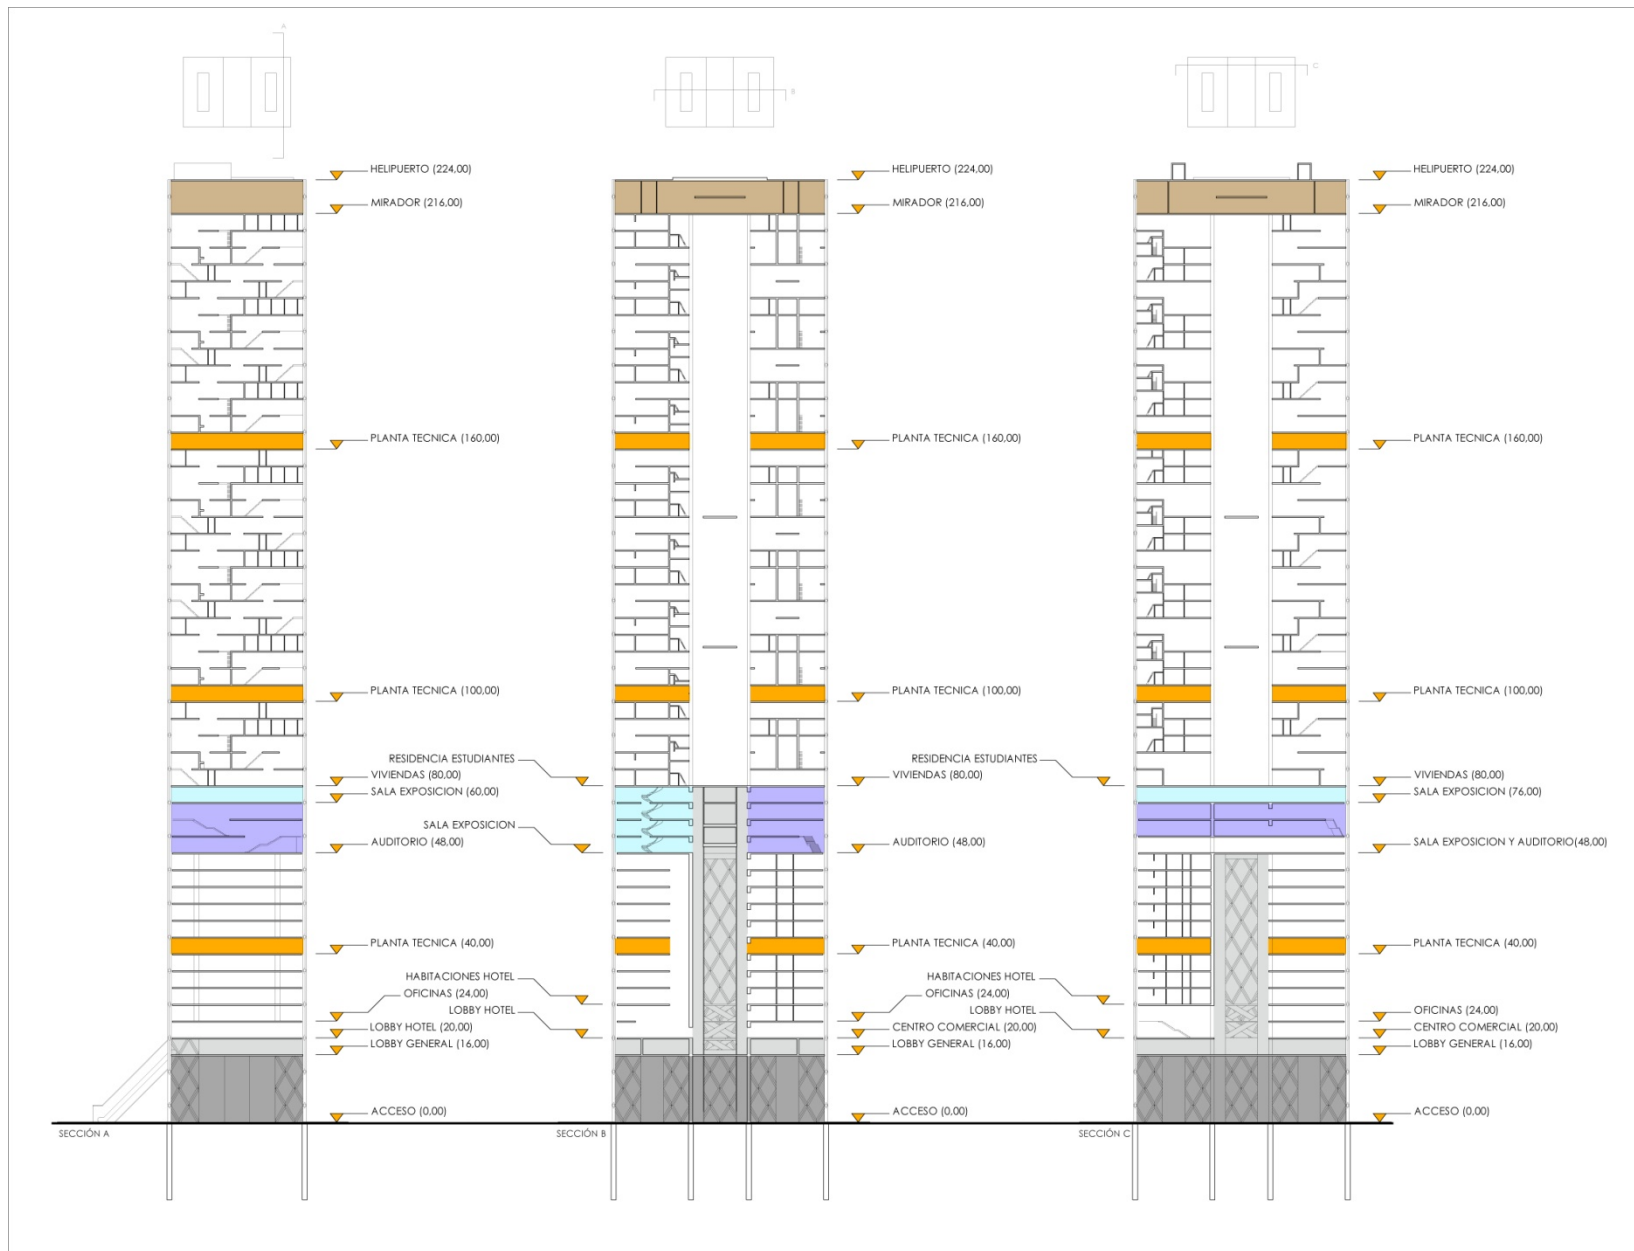 A
B
C
HELIPUERTO (224,00)
MIRADOR (216,00)
PLANTA TECNICA (160,00)
PLANTA TECNICA (100,00)
VIVIENDAS (80,00)
SALA EXPOSICION (60,00)
AUDITORIO (48,00)
PLANTA TECNICA (40,00)
OFICINAS (24,00)
LOBBY HOTEL (20,00)
LOBBY GENERAL (16,00)
ACCESO (0,00)
SECCIÓN A
HELIPUERTO (224,00)
MIRADOR (216,00)
PLANTA TECNICA (160,00)
PLANTA TECNICA (100,00)
RESIDENCIA ESTUDIANTES
VIVIENDAS (80,00)
SALA EXPOSICION
AUDITORIO (48,00)
PLANTA TECNICA (40,00)
HABITACIONES HOTEL
OFICINAS (24,00)
LOBBY HOTEL
CENTRO COMERCIAL (20,00)
LOBBY GENERAL (16,00)
ACCESO (0,00)
SECCIÓN B
HELIPUERTO (224,00)
MIRADOR (216,00)
PLANTA TECNICA (160,00)
PLANTA TECNICA (100,00)
RESIDENCIA ESTUDIANTES
VIVIENDAS (80,00)
SALA EXPOSICION (76,00)
SALA EXPOSICION Y AUDITORIO(48,00)
PLANTA TECNICA (40,00)
HABITACIONES HOTEL
OFICINAS (24,00)
LOBBY HOTEL
CENTRO COMERCIAL (20,00)
LOBBY GENERAL (16,00)
ACCESO (0,00)
SECCIÓN C